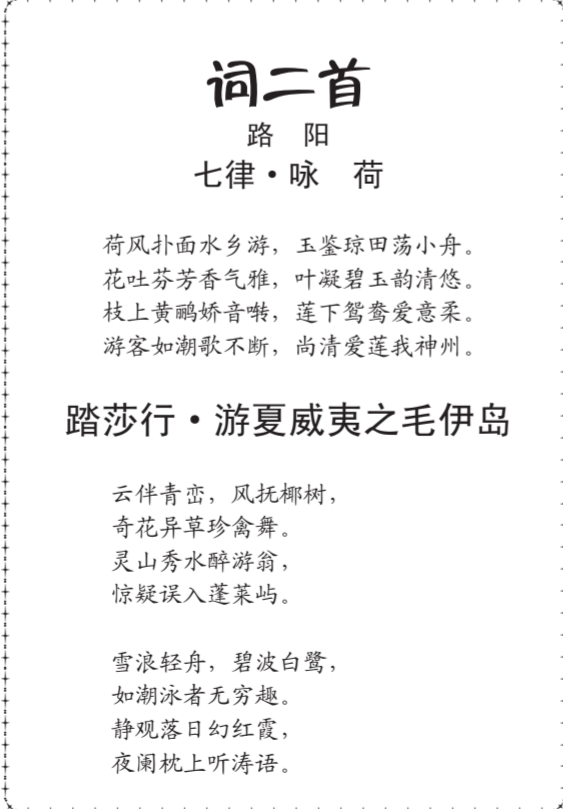 词二首
路　阳
七律·咏　荷
荷风扑面水乡游，玉鉴琼田荡小舟。
花吐芬芳香气雅，叶凝碧玉韵清悠。
枝上黄鹂娇音啭，莲下鸳鸯爱意柔。
游客如潮歌不断，尚清爱莲我神州。
踏莎行·游夏威夷之毛伊岛
云伴青峦，风抚椰树，
奇花异草珍禽舞。
灵山秀水醉游翁，
惊疑误入蓬莱屿。
雪浪轻舟，碧波白鹭，
如潮泳者无穷趣。
静观落日幻红霞，
夜阑枕上听涛语。